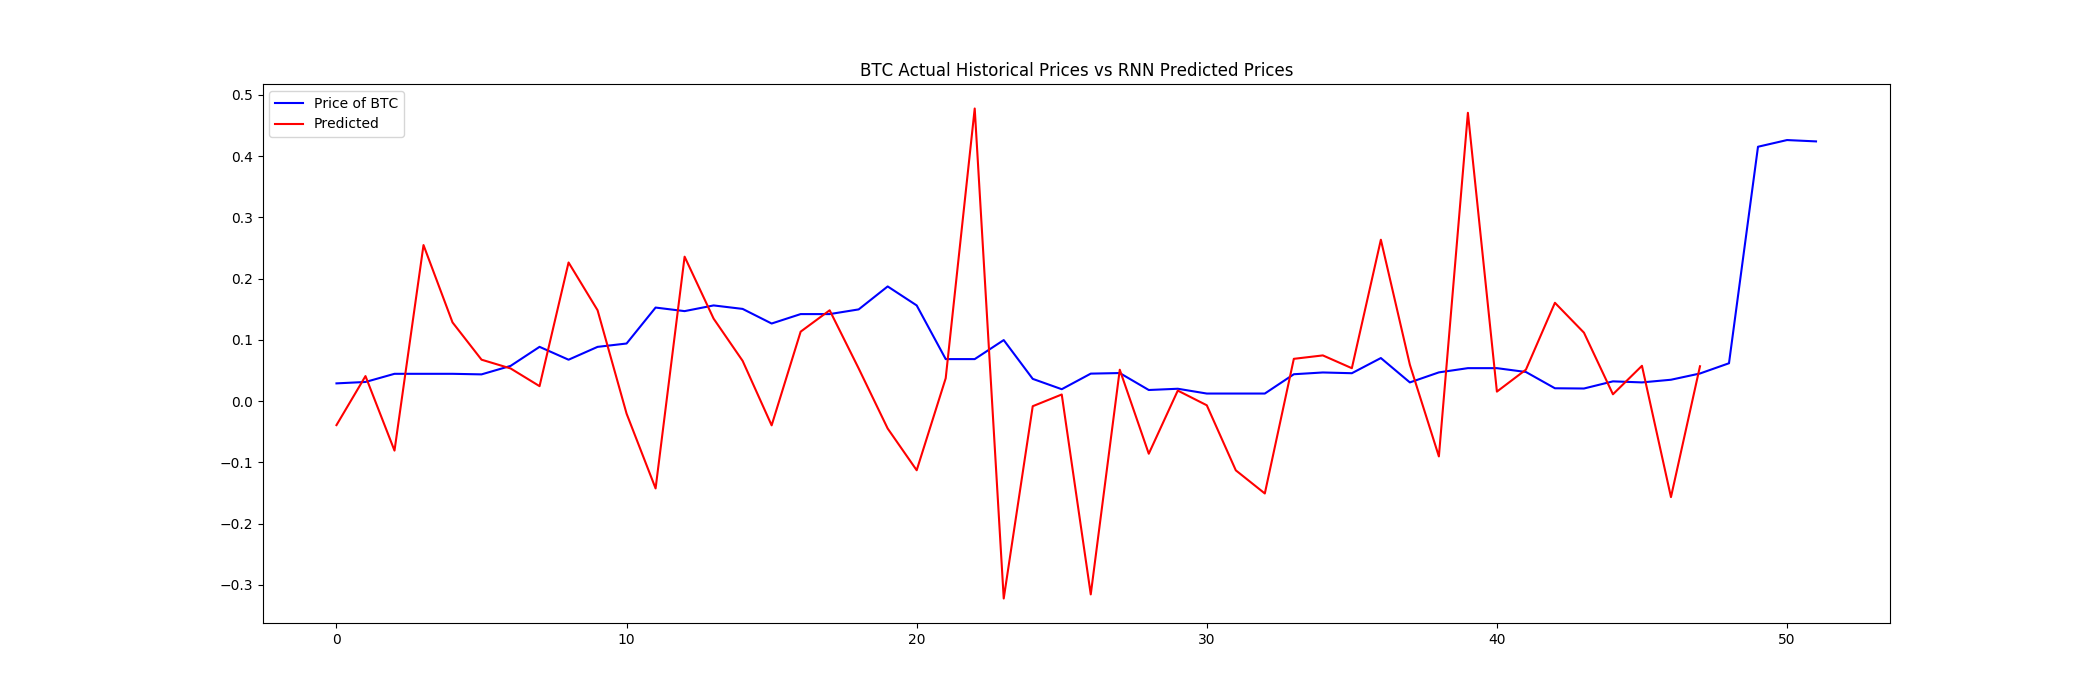 BTC Actual Historical Prices vs RNN Predicted Prices
Price of BTC
Predicted
0.5
0.4
0.3
0.2
0.1
0.0
−0.1
−0.2
−0.3
0 10 20 30 40 50